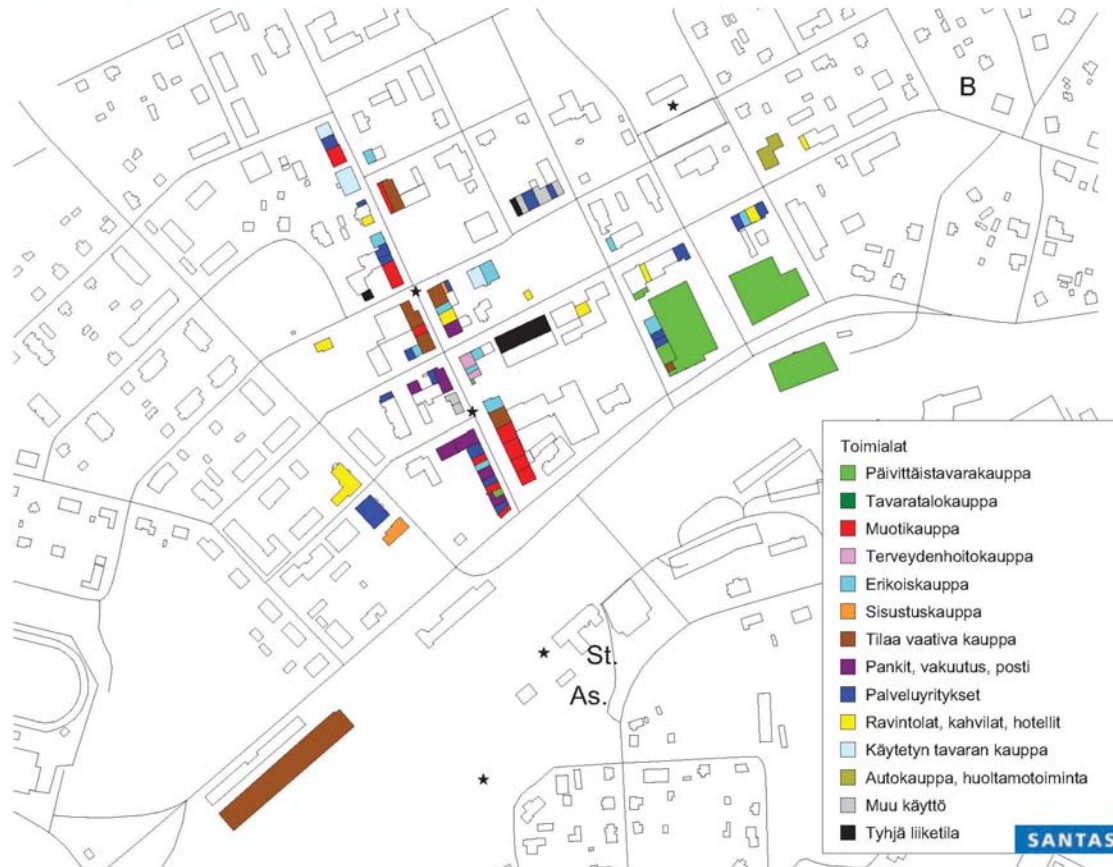 B
St.
As.
Toimialat
Päivittäistavarakauppa
Tavaratalokauppa
Muotikauppa
Terveydenhoitokauppa
Erikoiskauppa
Sisustuskauppa
Tilaa vaativa kauppa
Pankit, vakuutus, posti
Palveluyritykset
Ravintolat, kahvilat, hotellit
Käytetyn tavaran kauppa
Autokauppa, huoltamotoiminta
Muu käyttö
Tyhjä liiketila
SANTAS